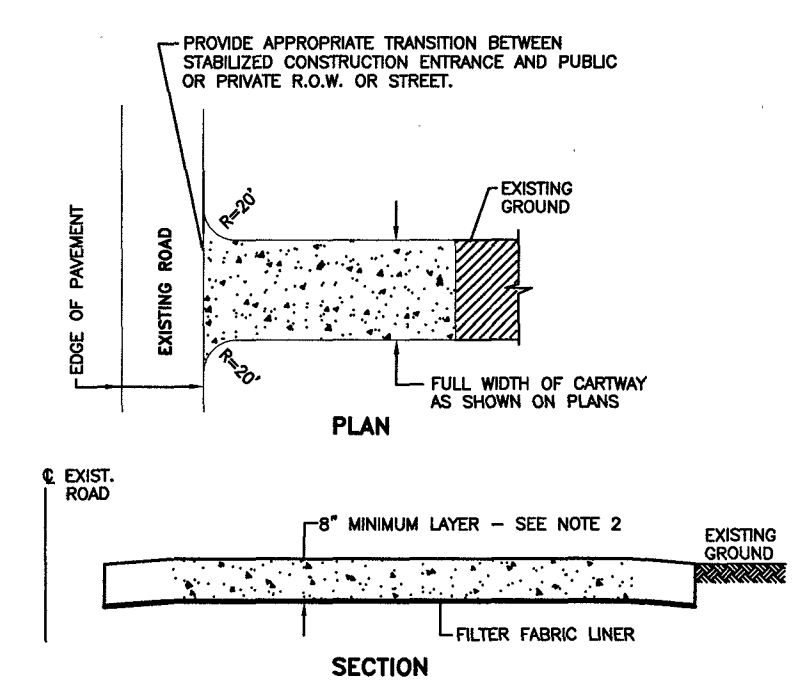 PROVIDE APPROPRIATE TRANSITION BETWEEN
STABILIZED CONSTRUCTION ENTRANCE AND PUBLIC
OR PRIVATE R.O.W. OR STREET.
R=20'
EXISTING
GROUND
EDGE OF PAVEMENT
EXISTING ROAD
R=20'
FULL WIDTH OF CARTWAY
AS SHOWN ON PLANS
PLAN
℄ EXIST.
ROAD
8" MINIMUM LAYER – SEE NOTE 2
EXISTING
GROUND
FILTER FABRIC LINER
SECTION